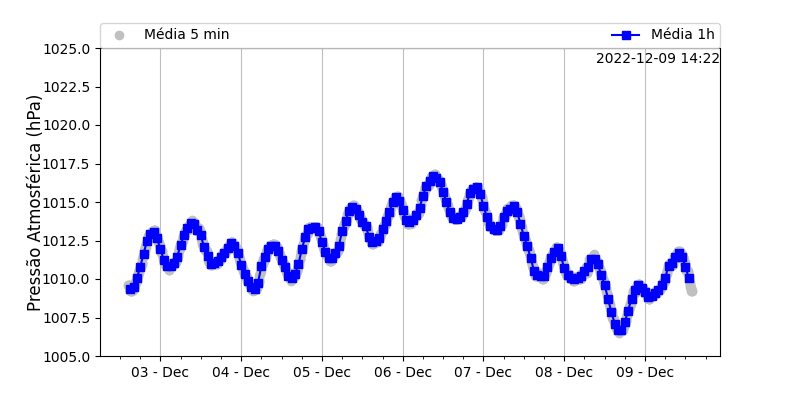 Média 5 min
Média 1h
2022-12-09 14:22
Pressão Atmosférica (hPa)
1025.0
1022.5
1020.0
1017.5
1015.0
1012.5
1010.0
1007.5
1005.0
03 - Dec
04 - Dec
05 - Dec
06 - Dec
07 - Dec
08 - Dec
09 - Dec